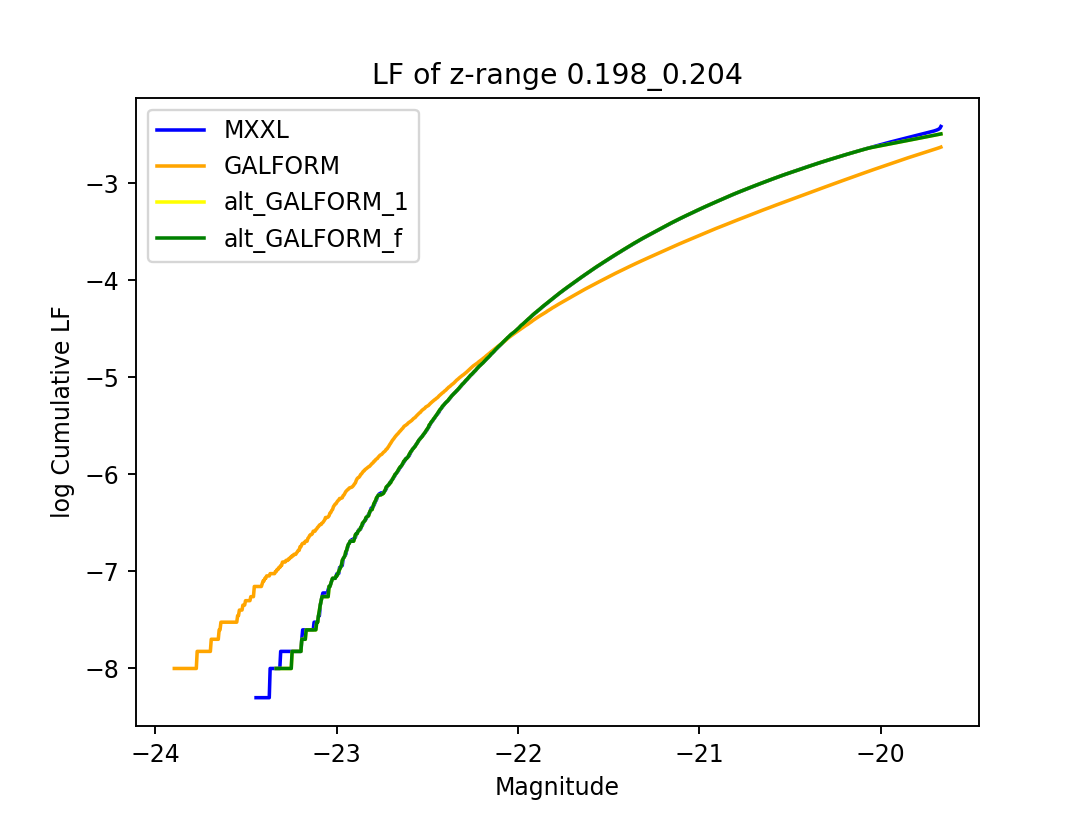 LF of z-range 0.198_0.204
MXXL
GALFORM
alt_GALFORM_1
alt_GALFORM_f
−3
−4
−5
−6
−7
−8
log Cumulative LF
−24
−23
−22
−21
−20
Magnitude